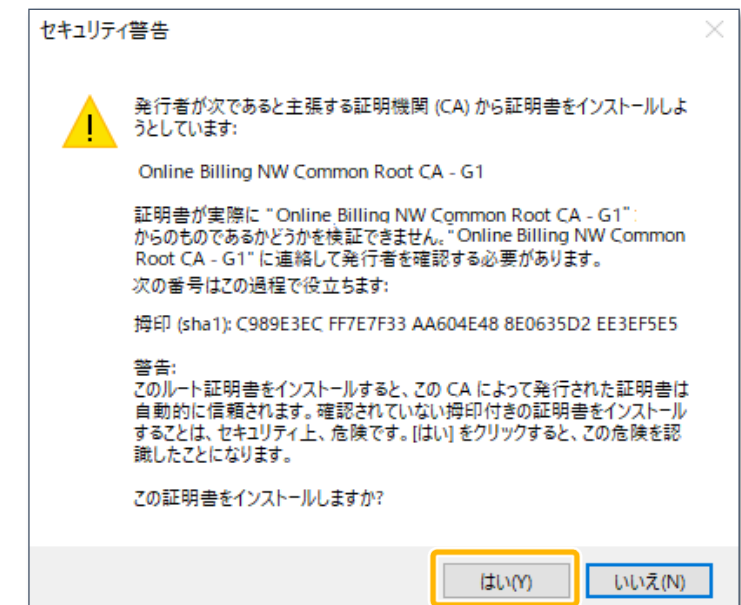 セキュリティ警告
発行者が次であると主張する証明機関 (CA) から証明書をインストールしよ
うとしています:
Online Billing NW Common Root CA - G1
証明書が実際に "Online Billing NW Common Root CA - G1"
からのものであるかどうかを検証できません。"Online Billing NW Common
Root CA - G1" に連絡して発行者を確認する必要があります。
次の番号はこの過程で役立ちます:
拇印 (sha1): C989E3EC FF7E7F33 AA604E48 8E0635D2 EE3EF5E5
警告:
このルート証明書をインストールすると、この CA によって発行された証明書は
自動的に信頼されます。確認されていない拇印付きの証明書をインストール
することは、セキュリティ上、危険です。[はい] をクリックすると、この危険を認
識したことになります。
この証明書をインストールしますか?
はい(Y)
いいえ(N)